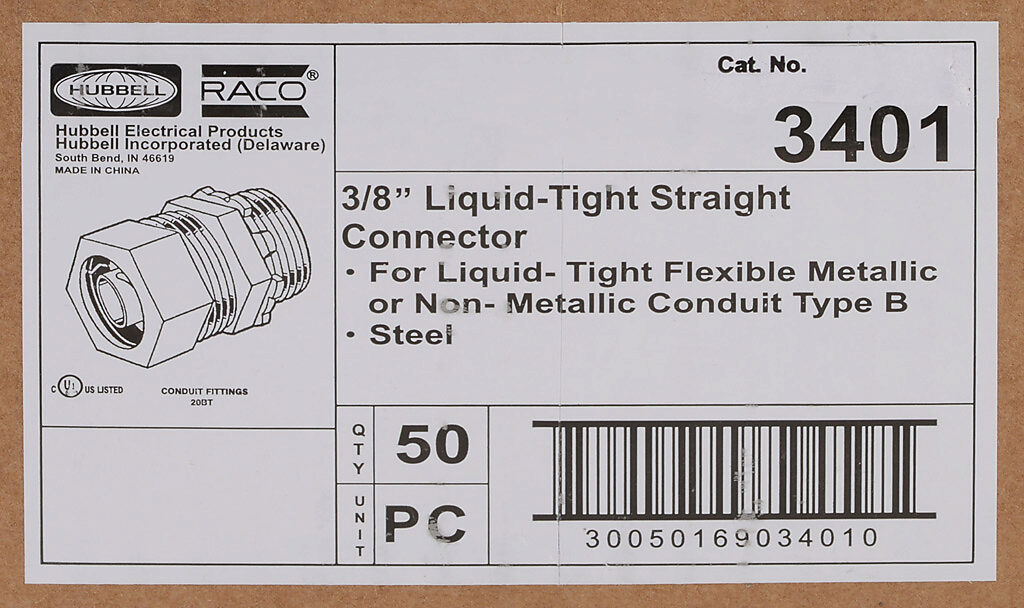 HUBBELL RACO®
Hubbell Electrical Products
Hubbell Incorporated (Delaware)
South Bend, IN 46619
MADE IN CHINA
C UL US LISTED
CONDUIT FITTINGS
20BT
Cat. No.
3401
3/8” Liquid-Tight Straight
Connector
• For Liquid- Tight Flexible Metallic
or Non- Metallic Conduit Type B
• Steel
QTY 50
UNIT PC
30050169034010